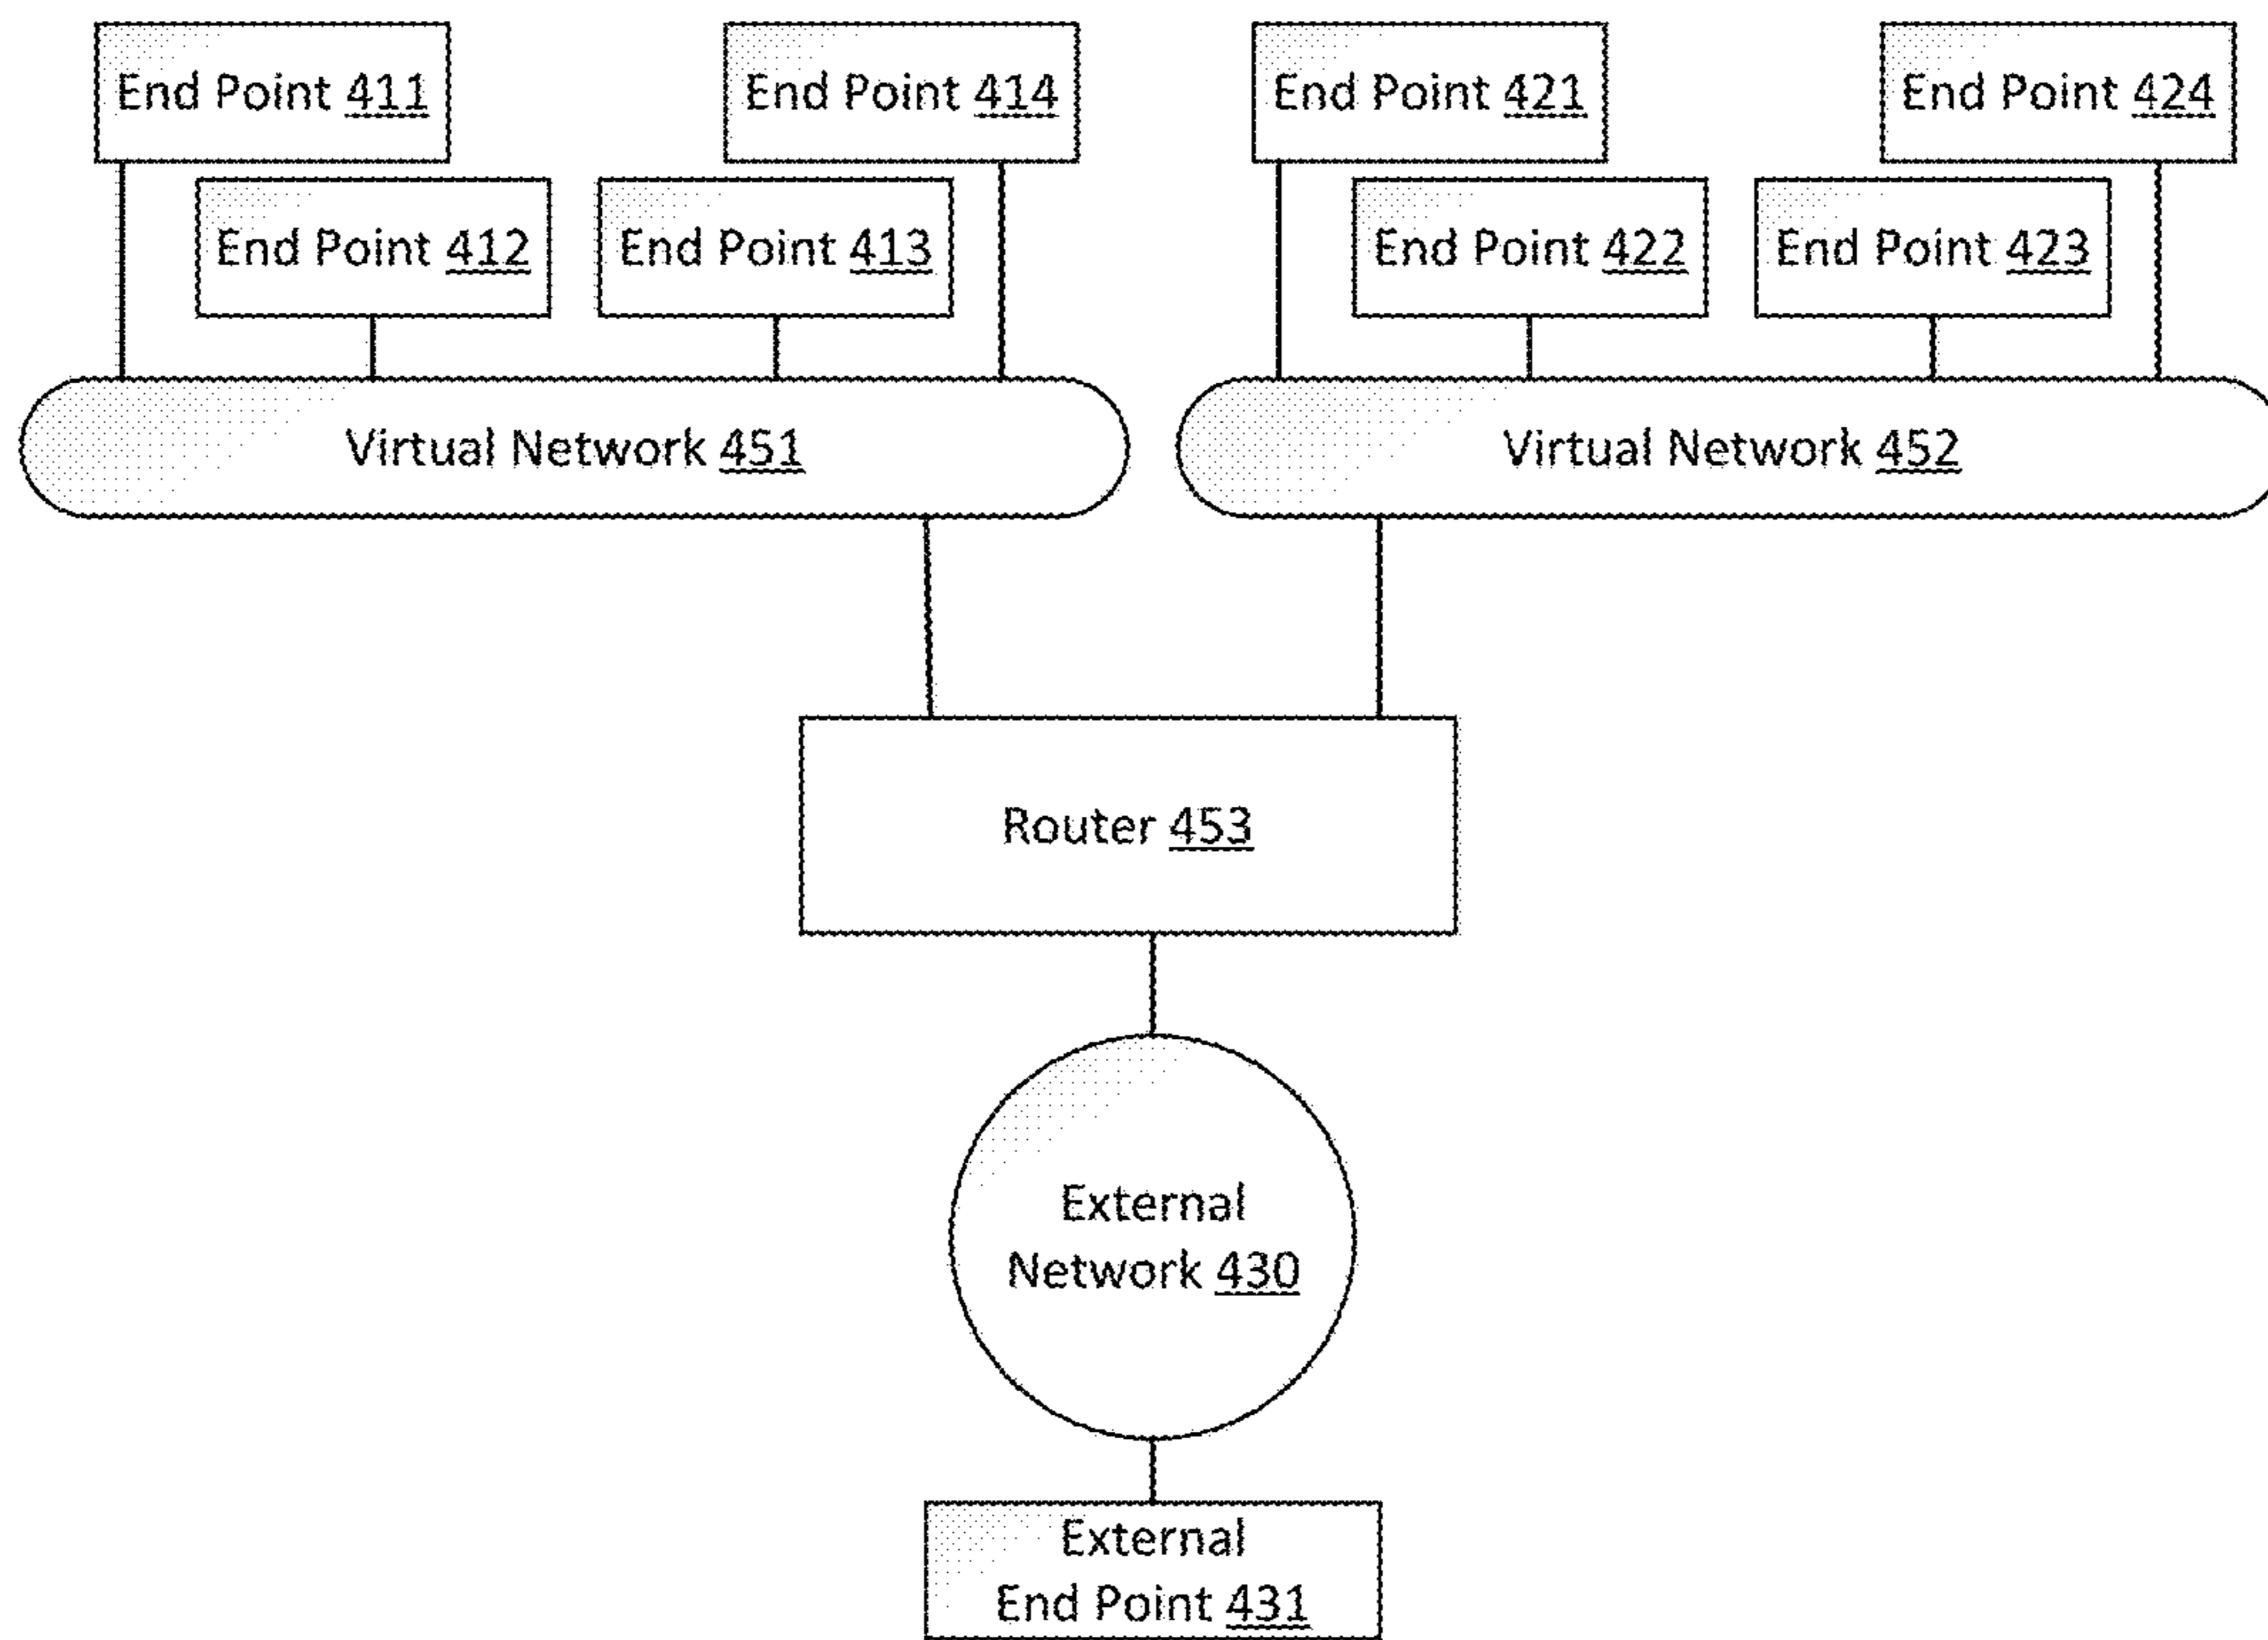 End Point 411
End Point 414
End Point 421
End Point 424
End Point 412
End Point 413
End Point 422
End Point 423
Virtual Network 451
Virtual Network 452
Router 453
External
Network 430
External
End Point 431